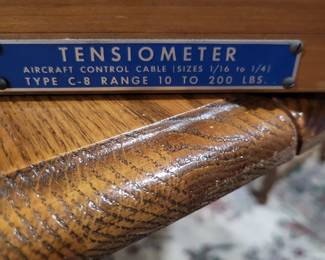 TENSIOMETER
AIRCRAFT CONTROL CABLE (SIZES 1/16 to 1/4)
TYPE C-8 RANGE 10 TO 200 LBS.